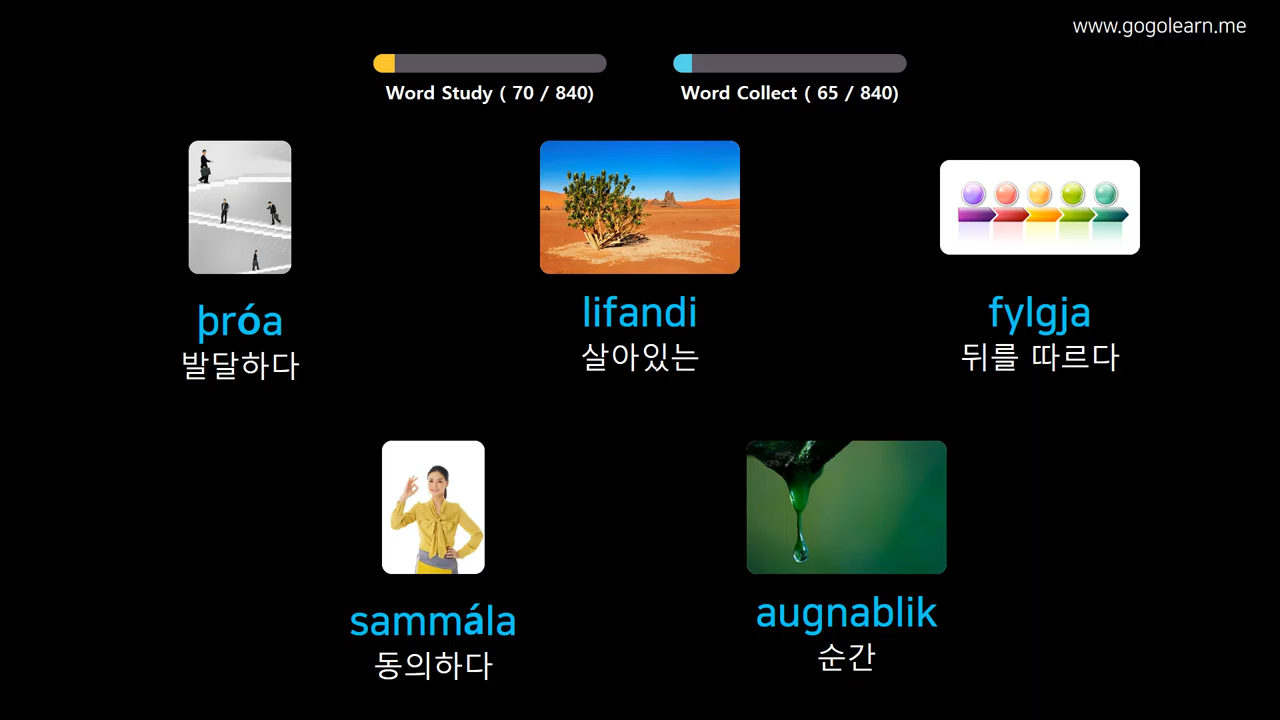 www.gogolearn.me
Word Study ( 70 / 840)
Word Collect ( 65 / 840)
þróa
발달하다
lifandi
살아있는
fylgja
뒤를 따르다
sammála
동의하다
augnablik
순간